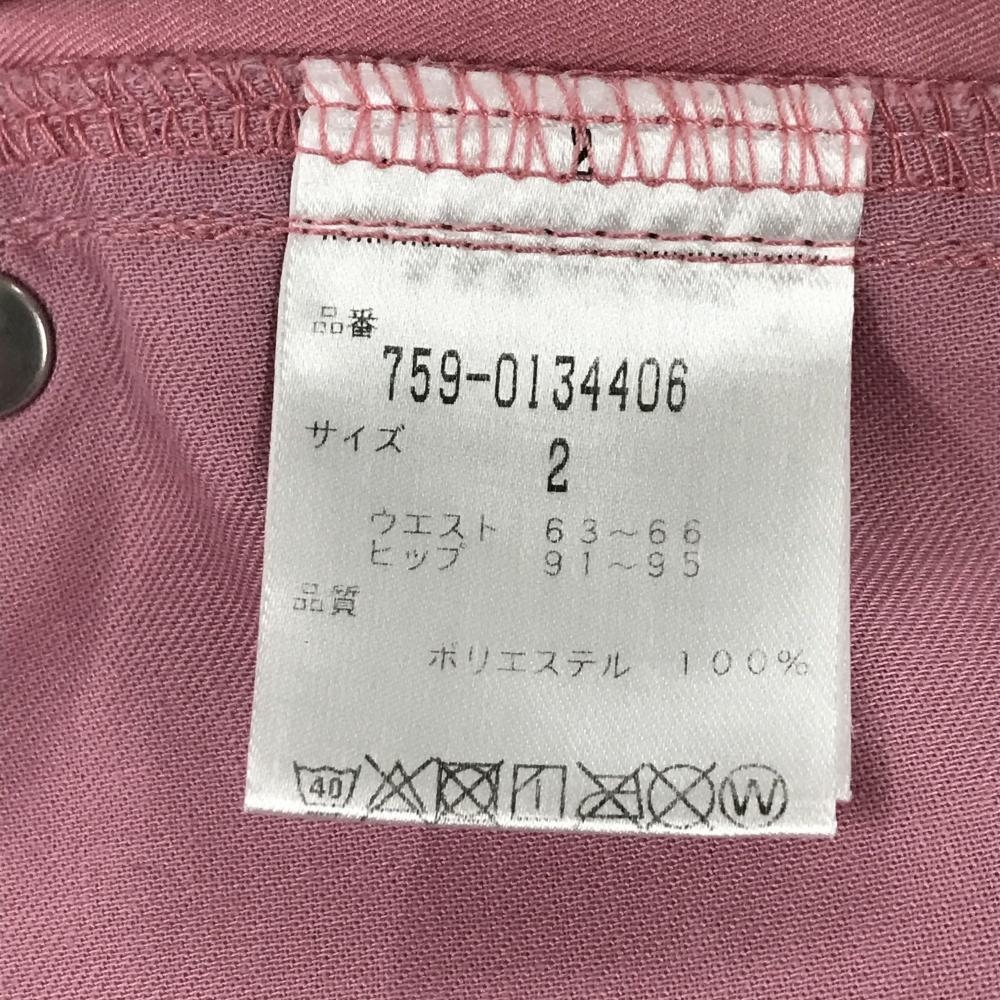 2
品番
759-0134406
サイズ
2
ウエスト 63～66
ヒップ 91～95
品質
ポリエステル 100%
40 W